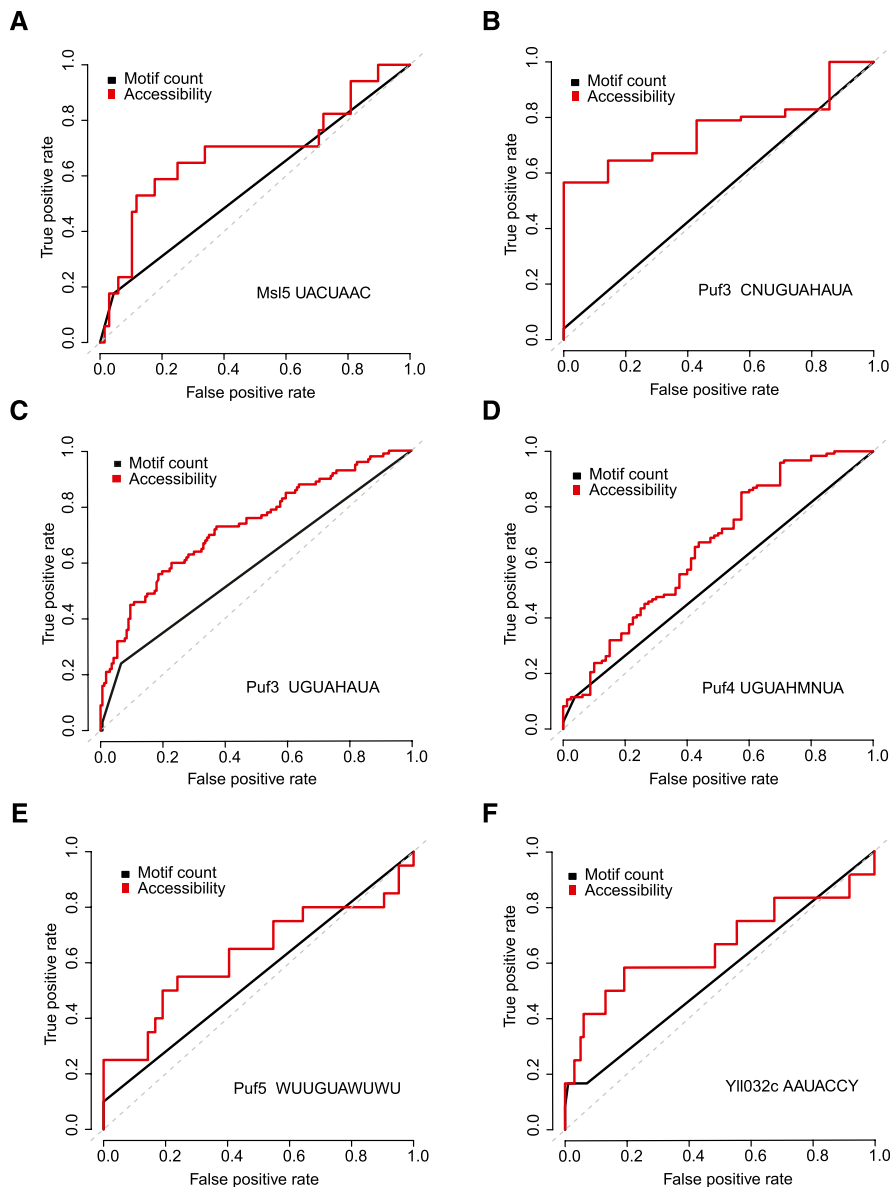 A
Motif count
Accessibility
True positive rate
0.0 0.2 0.4 0.6 0.8 1.0
Msl5 UACUAAC
0.0 0.2 0.4 0.6 0.8 1.0
False positive rate
B
Motif count
Accessibility
True positive rate
0.0 0.2 0.4 0.6 0.8 1.0
Puf3 CNUGUAHAUA
0.0 0.2 0.4 0.6 0.8 1.0
False positive rate
C
Motif count
Accessibility
True positive rate
0.0 0.2 0.4 0.6 0.8 1.0
Puf3 UGUAHAUA
0.0 0.2 0.4 0.6 0.8 1.0
False positive rate
D
Motif count
Accessibility
True positive rate
0.0 0.2 0.4 0.6 0.8 1.0
Puf4 UGUAHMNUA
0.0 0.2 0.4 0.6 0.8 1.0
False positive rate
E
Motif count
Accessibility
True positive rate
0.0 0.2 0.4 0.6 0.8 1.0
Puf5 WUUGUAWUWU
0.0 0.2 0.4 0.6 0.8 1.0
False positive rate
F
Motif count
Accessibility
True positive rate
0.0 0.2 0.4 0.6 0.8 1.0
Yll032c AAUACCY
0.0 0.2 0.4 0.6 0.8 1.0
False positive rate